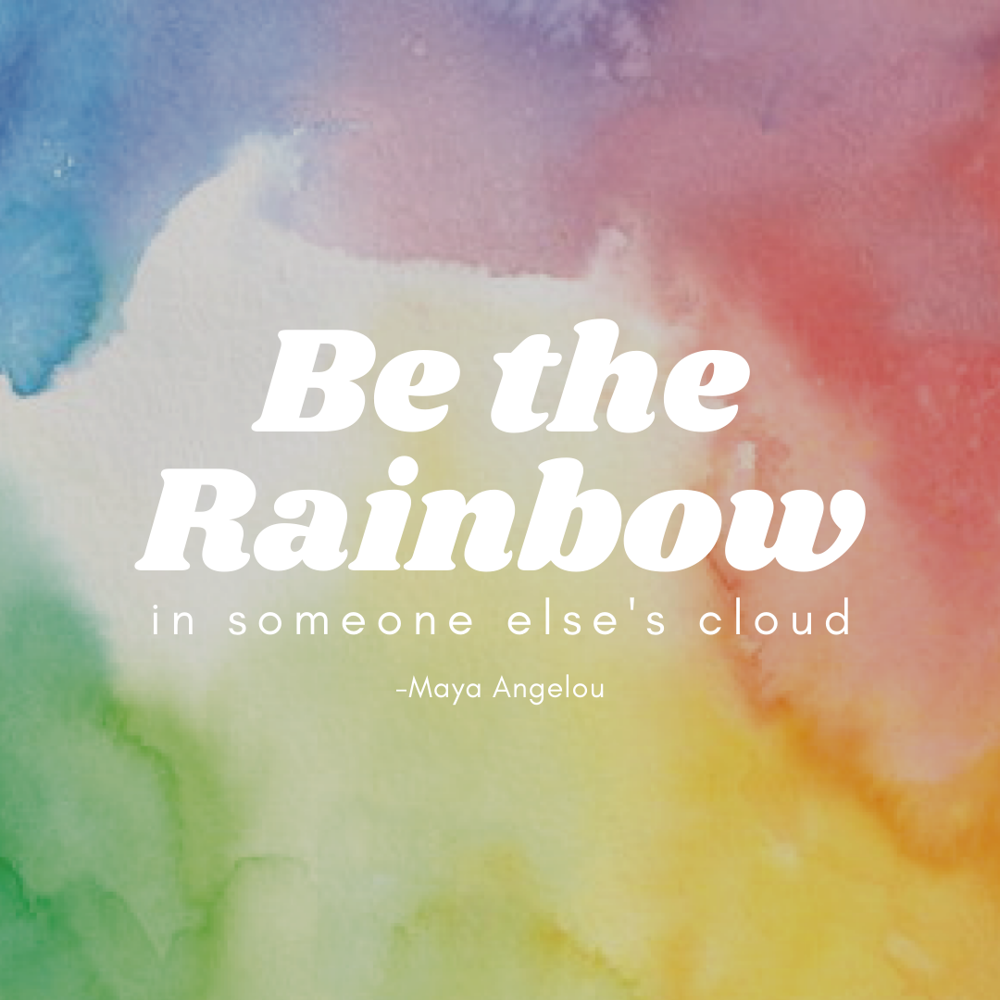 Be the
Rainbow
in someone else's cloud
-Maya Angelou